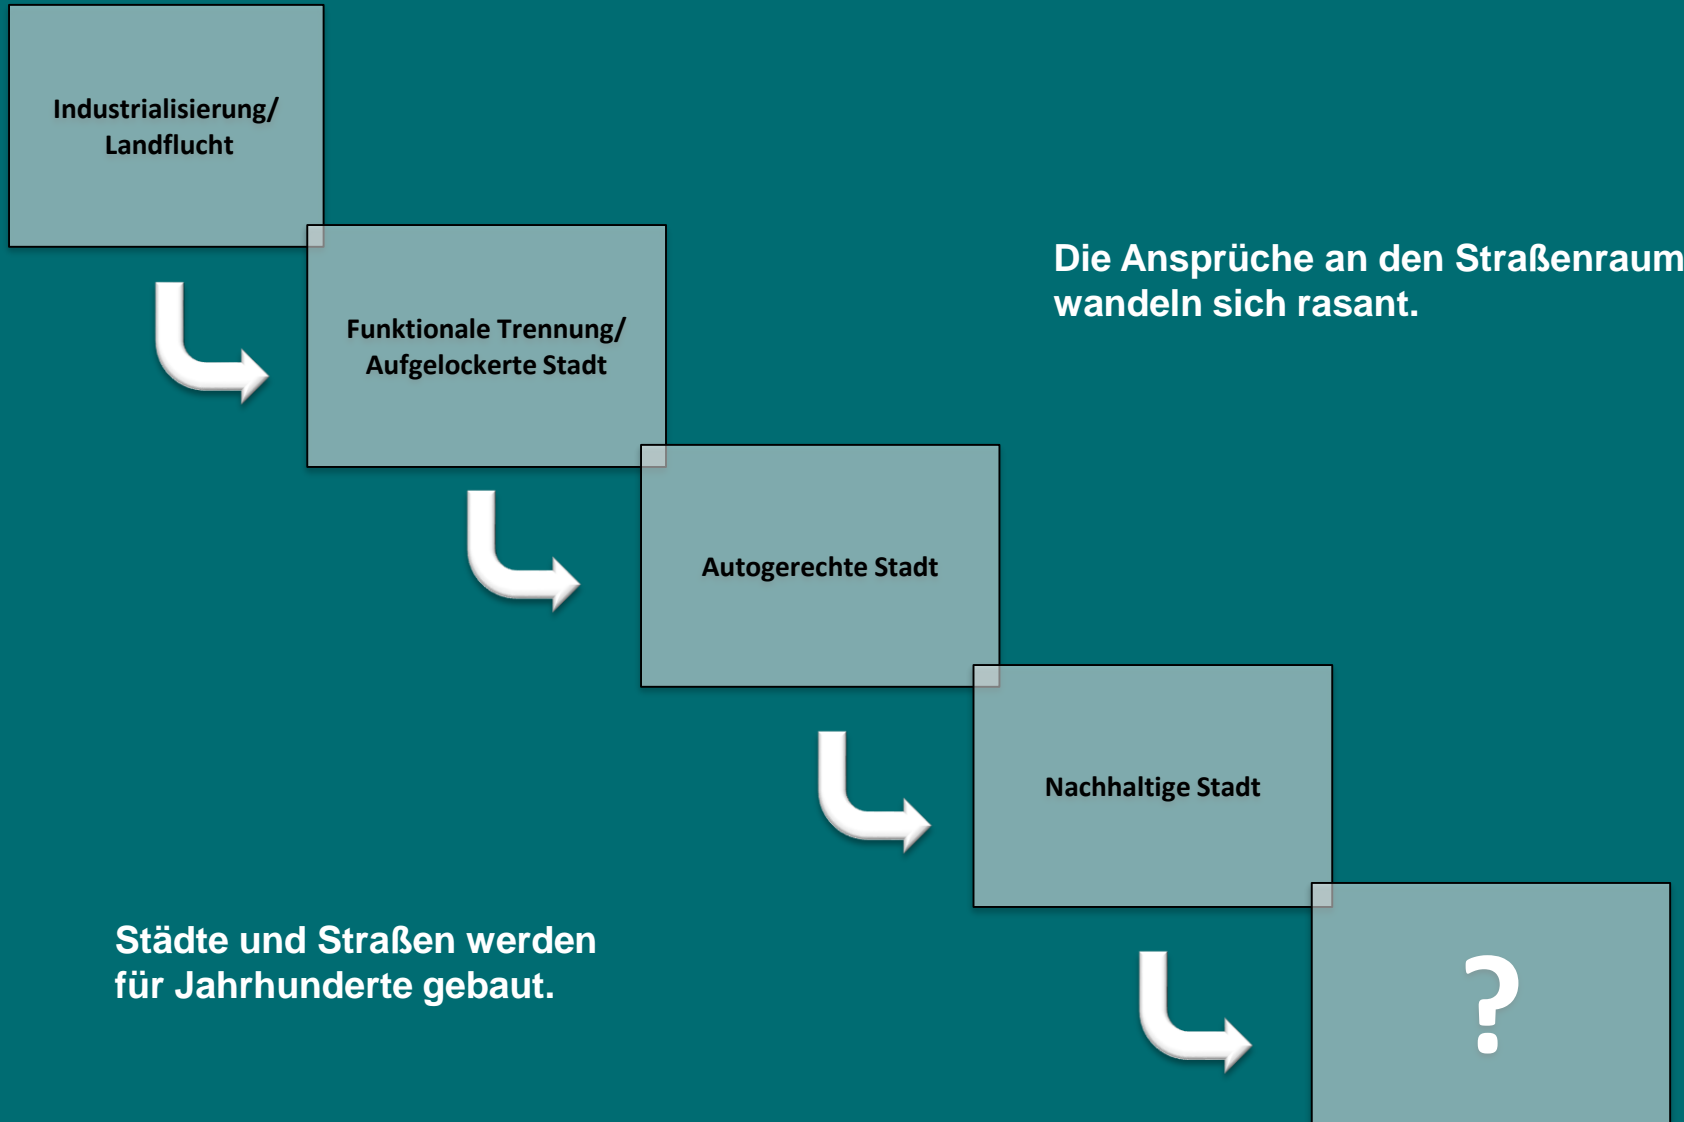 Industrialisierung/
Landflucht
Die Ansprüche an den Straßenraum
wandeln sich rasant.
Funktionale Trennung/
Aufgelockerte Stadt
Autogerechte Stadt
Nachhaltige Stadt
Städte und Straßen werden
für Jahrhunderte gebaut.
?